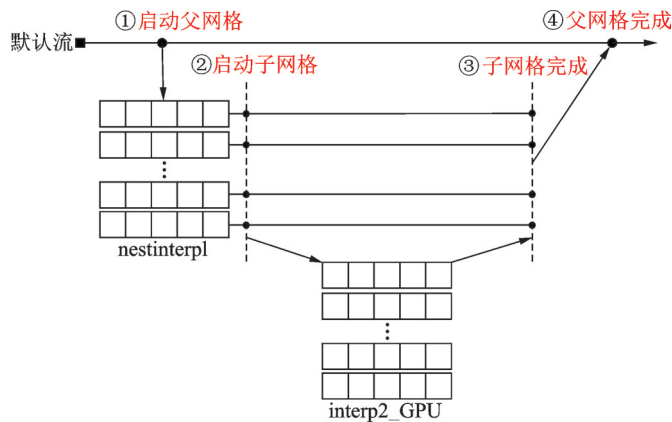 ①启动父网格
④父网格完成
默认流
②启动子网格
③子网格完成
nestinterpl
interp2_GPU